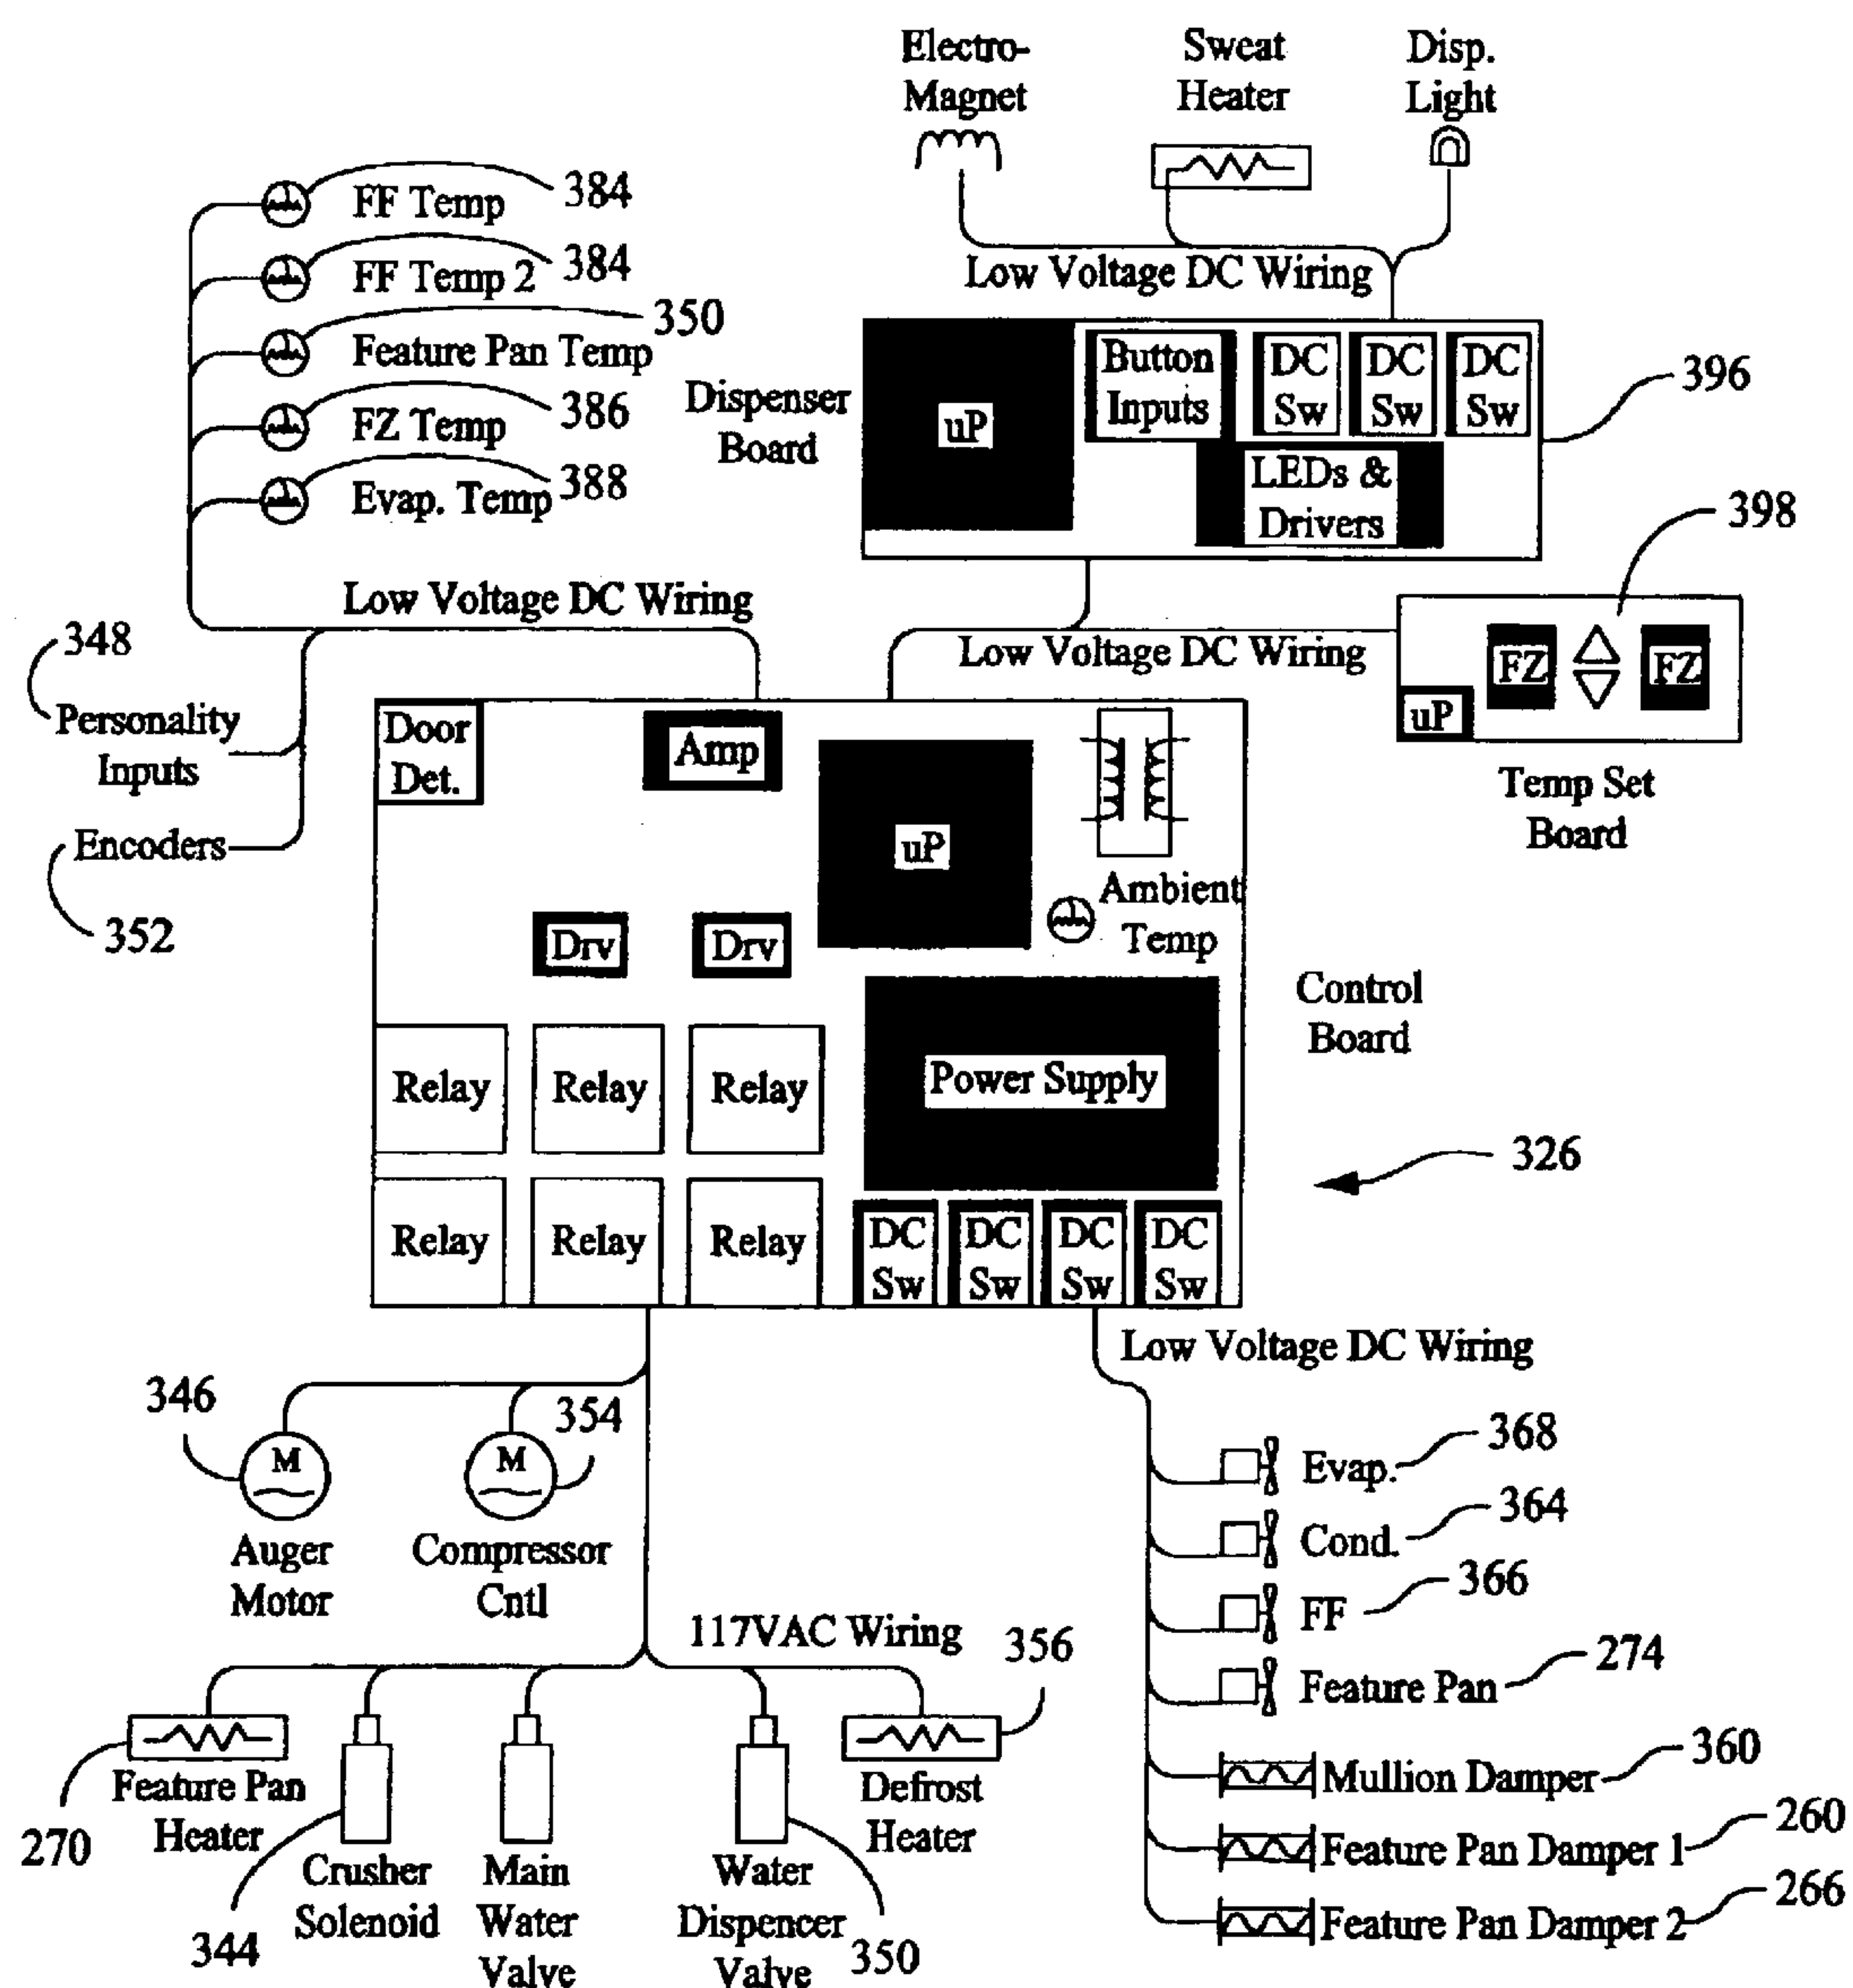 Electro-
Magnet
Sweat
Heater
Disp.
Light
FF Temp
384
FF Temp 2
384
Feature Pan Temp
350
FZ Temp
386
Evap. Temp
388
Low Voltage DC Wiring
Dispenser
Board
uP
Button
Inputs
DC
Sw
DC
Sw
DC
Sw
LEDs &
Drivers
396
398
Low Voltage DC Wiring
Low Voltage DC Wiring
FZ
FZ
uP
Temp Set
Board
348
Personality
Inputs
Encoders
352
Door
Det.
Amp
uP
Ambient
Temp
Drv
Drv
Control
Board
Relay
Relay
Relay
Power Supply
326
Relay
Relay
Relay
DC
Sw
DC
Sw
DC
Sw
DC
Sw
Low Voltage DC Wiring
346
M
Auger
Motor
354
M
Compressor
Cntl
117VAC Wiring
356
Feature Pan
Heater
270
Crusher
Solenoid
344
Main
Water
Valve
Water
Dispencer
Valve
350
Defrost
Heater
Evap.
368
Cond.
364
FF
366
Feature Pan
274
Mullion Damper
360
Feature Pan Damper 1
260
Feature Pan Damper 2
266